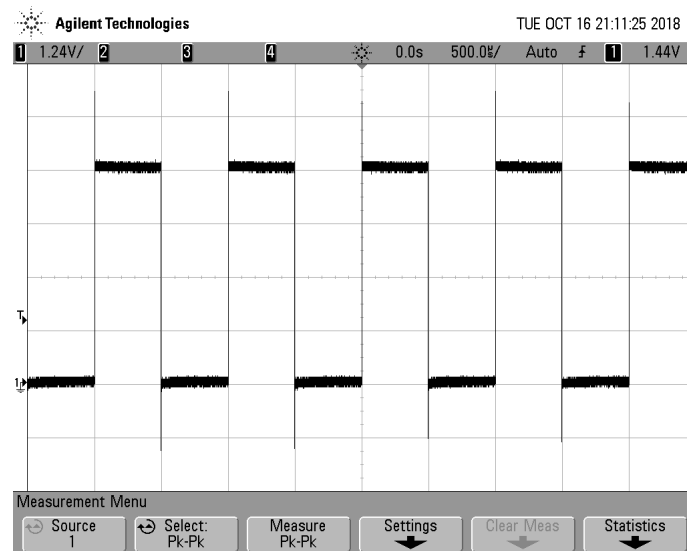 Agilent Technologies TUE OCT 16 21:11:25 2018
1 1.24V/ 2 3 4 0.0s 500.0㎲/ Auto 1 1.44V
T
1
Measurement Menu
Source Select: Measure Settings Clear Meas Statistics
1 Pk-Pk Pk-Pk